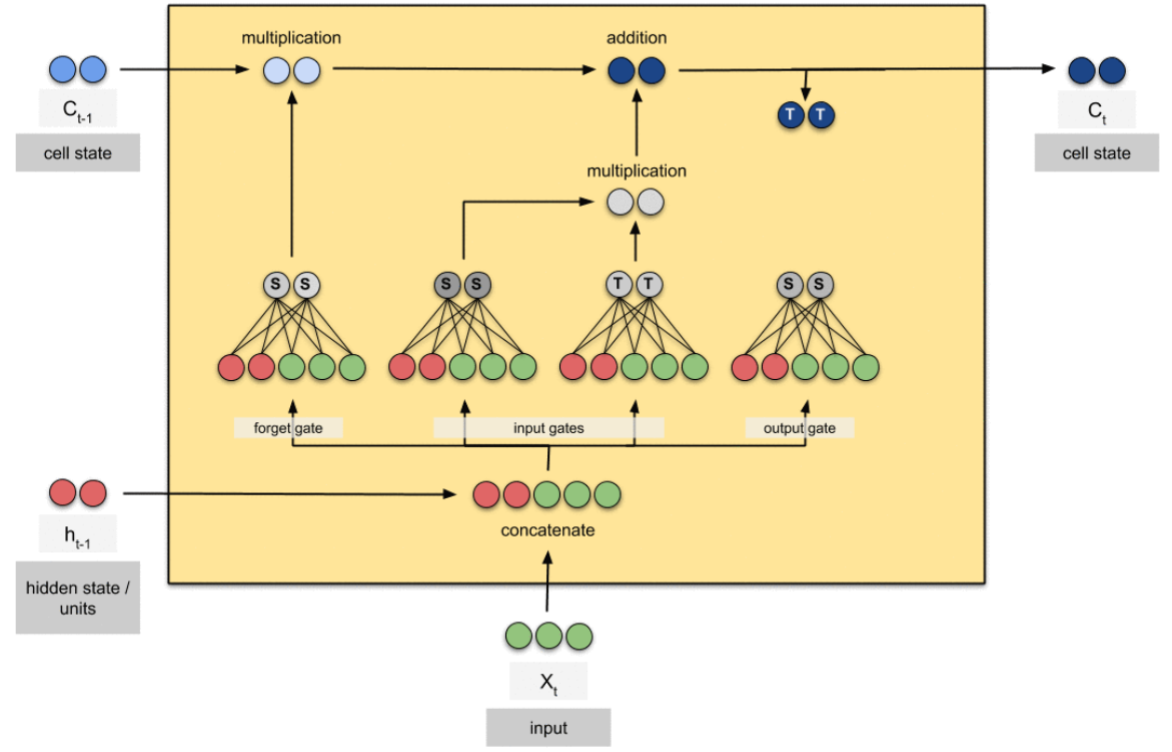 multiplication
addition
C t-1
cell state
T T
C t
cell state
multiplication
S S
S S
T T
S S
forget gate
input gates
output gate
h t-1
hidden state /
units
concatenate
X t
input